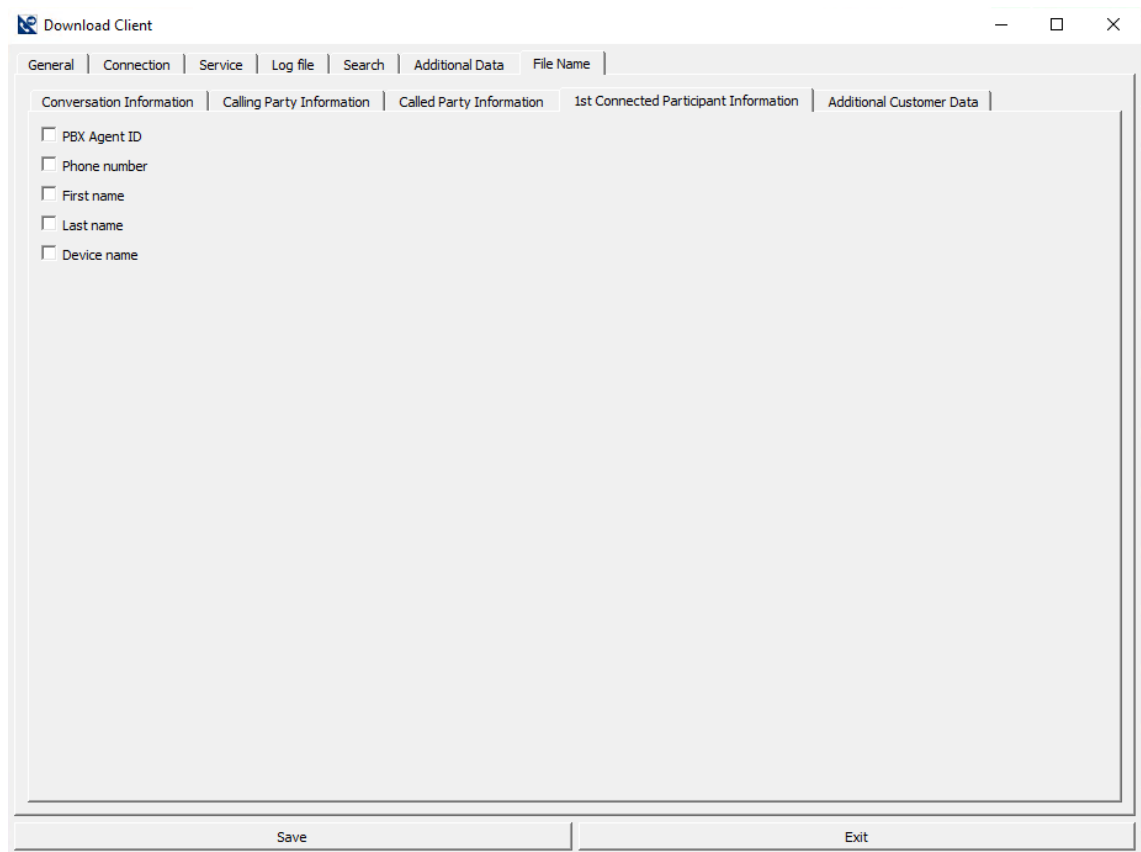 Download Client
General Connection Service Log file Search Additional Data File Name
Conversation Information Calling Party Information Called Party Information 1st Connected Participant Information Additional Customer Data
PBX Agent ID
Phone number
First name
Last name
Device name
Save Exit